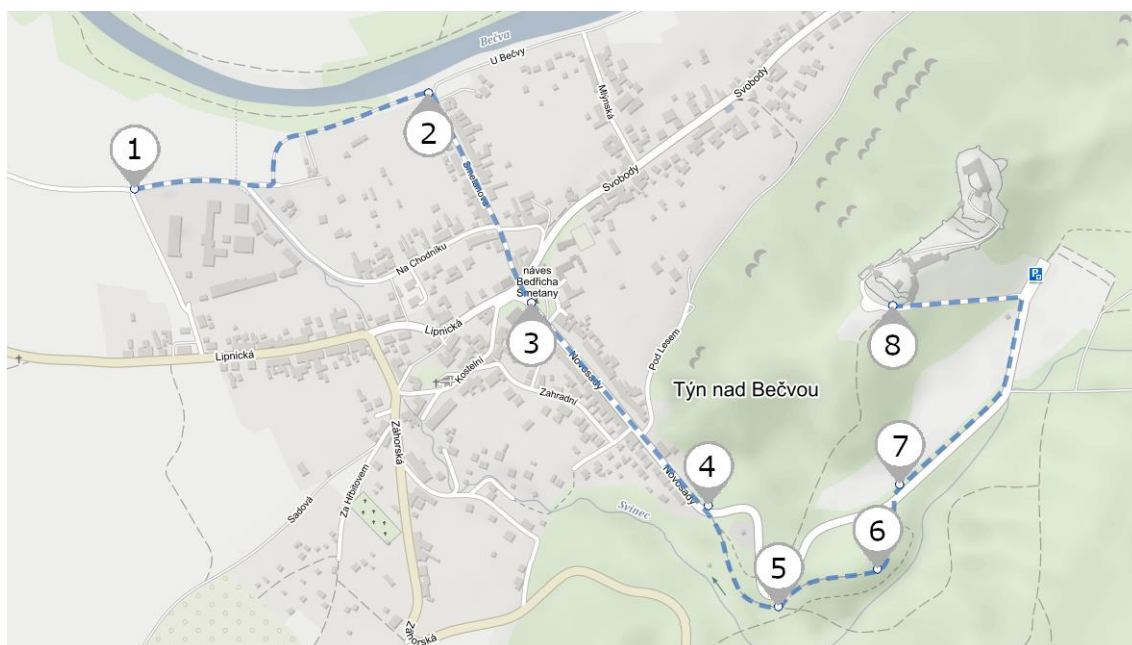 Bečva
U Bečvy
Mlýnská
Svobody
2
1
Smetanova
Svobody
Na Chodníku
náves
Bedřicha
Smetany
P
8
Lipnická
3
Lipnická
Pod Lesem
Novosady
Kostelní
Týn nad Bečvou
Zahradní
Záhorská
7
4
Novosady
Za Hřbitovem
Sadová
Svinec
6
5
Záhorská